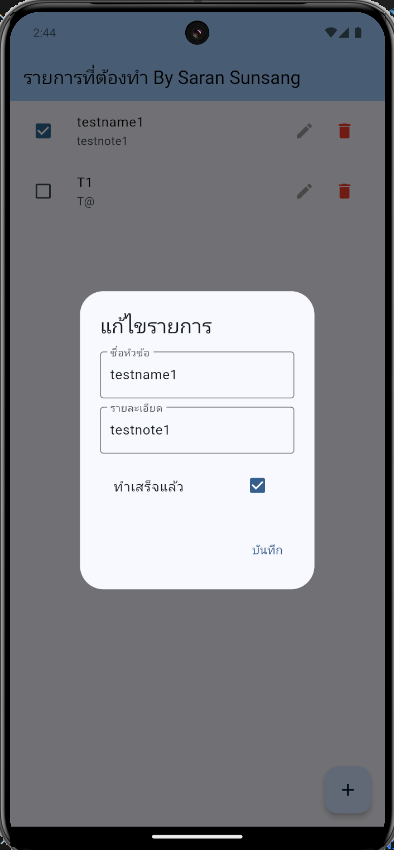 2:44
รายการที่ต้องทำ By Saran Sunsang
testname1
testnote1
T1
T@
แก้ไขรายการ
ชื่อหัวข้อ
testname1
รายละเอียด
testnote1
ทำเสร็จแล้ว
บันทึก
+